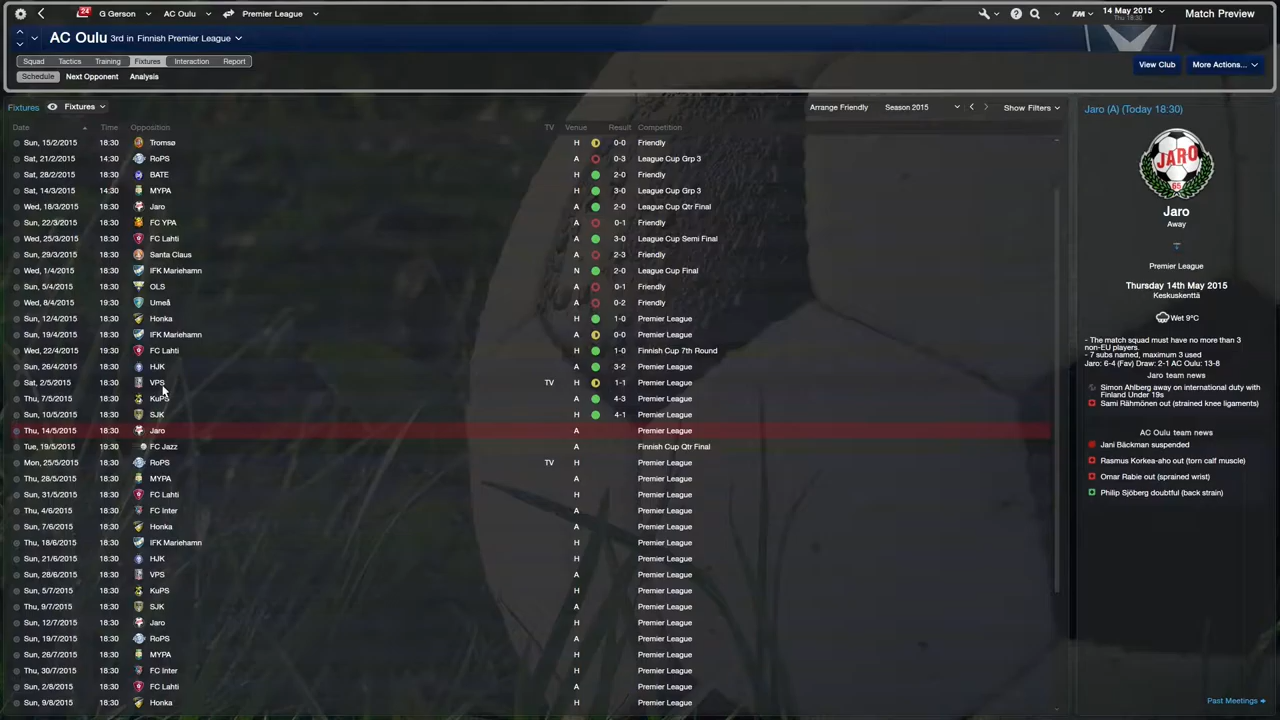 24 G Gerson AC Oulu Premier League FM 14 May 2015 Thu 18:30 Match Preview
AC Oulu 3rd in Finnish Premier League
Squad Tactics Training Fixtures Interaction Report
View Club More Actions...
Schedule Next Opponent Analysis
Fixtures Fixtures Arrange Friendly Season 2015 Show Filters
Date Time Opposition TV Venue Result Competition
Sun, 15/2/2015 18:30 Tromsø H 0-0 Friendly
Sat, 21/2/2015 14:30 RoPS A 0-3 League Cup Grp 3
Sat, 28/2/2015 18:30 BATE H 2-0 Friendly
Sat, 14/3/2015 14:30 MYPA H 3-0 League Cup Grp 3
Wed, 18/3/2015 18:30 Jaro A 2-0 League Cup Qtr Final
Sun, 22/3/2015 18:30 FC YPA A 0-1 Friendly
Wed, 25/3/2015 18:30 FC Lahti A 3-0 League Cup Semi Final
Sun, 29/3/2015 18:30 Santa Claus A 2-3 Friendly
Wed, 1/4/2015 18:30 IFK Mariehamn N 2-0 League Cup Final
Sun, 5/4/2015 18:30 OLS A 0-1 Friendly
Wed, 8/4/2015 19:30 Umeå A 0-2 Friendly
Sun, 12/4/2015 18:30 Honka H 1-0 Premier League
Sun, 19/4/2015 18:30 IFK Mariehamn A 0-0 Premier League
Wed, 22/4/2015 19:30 FC Lahti H 1-0 Finnish Cup 7th Round
Sun, 26/4/2015 18:30 HJK A 3-2 Premier League
Sat, 2/5/2015 18:30 VPS TV H 1-1 Premier League
Thu, 7/5/2015 18:30 KuPS A 4-3 Premier League
Sun, 10/5/2015 18:30 SJK H 4-1 Premier League
Thu, 14/5/2015 18:30 Jaro A Premier League
Tue, 19/5/2015 19:30 FC Jazz A Finnish Cup Qtr Final
Mon, 25/5/2015 18:30 RoPS TV H Premier League
Thu, 28/5/2015 18:30 MYPA A Premier League
Sun, 31/5/2015 18:30 FC Lahti H Premier League
Thu, 4/6/2015 18:30 FC Inter A Premier League
Sun, 7/6/2015 18:30 Honka A Premier League
Thu, 18/6/2015 18:30 IFK Mariehamn H Premier League
Sun, 21/6/2015 18:30 HJK H Premier League
Sun, 28/6/2015 18:30 VPS A Premier League
Sun, 5/7/2015 18:30 KuPS H Premier League
Thu, 9/7/2015 18:30 SJK A Premier League
Sun, 12/7/2015 18:30 Jaro H Premier League
Sun, 19/7/2015 18:30 RoPS A Premier League
Sun, 26/7/2015 18:30 MYPA H Premier League
Thu, 30/7/2015 18:30 FC Inter H Premier League
Sun, 2/8/2015 18:30 FC Lahti A Premier League
Sun, 9/8/2015 18:30 Honka H Premier League
Jaro (A) (Today 18:30)
JARO
65
Jaro
Away
Premier League
Thursday 14th May 2015
Keskuskenttä
Wet 9°C
- The match squad must have no more than 3
non-EU players.
- 7 subs named, maximum 3 used
Jaro: 6-4 (Fav) Draw: 2-1 AC Oulu: 13-8
Jaro team news
Simon Ahlberg away on international duty with
Finland Under 19s
Sami Rähmönen out (strained knee ligaments)
AC Oulu team news
Jani Bäckman suspended
Rasmus Korkea-aho out (torn calf muscle)
Omar Rabie out (sprained wrist)
Philip Sjöberg doubtful (back strain)
Past Meetings